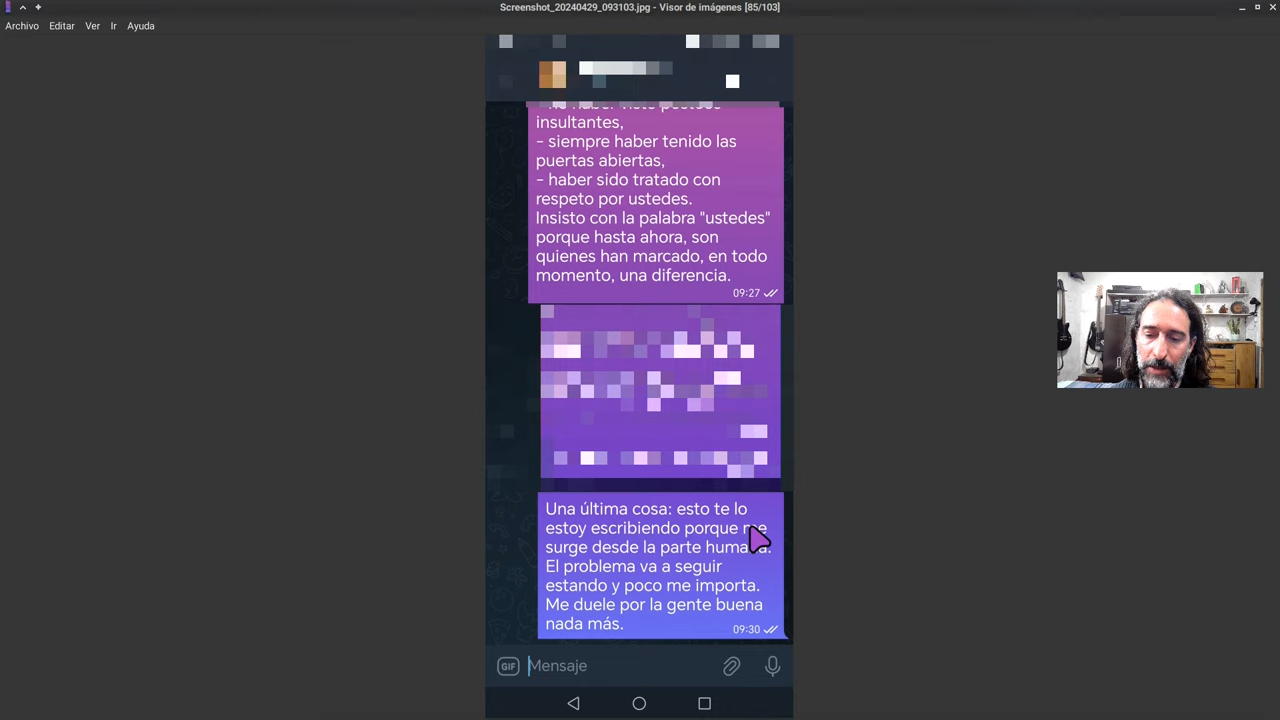 Screenshot_20240429_093103.jpg - Visor de imágenes [85/103]
Archivo Editar Ver Ir Ayuda
insultantes,
- siempre haber tenido las
puertas abiertas,
- haber sido tratado con
respeto por ustedes.
Insisto con la palabra "ustedes"
porque hasta ahora, son
quienes han marcado, en todo
momento, una diferencia.
09:27
Una última cosa: esto te lo
estoy escribiendo porque me
surge desde la parte humana.
El problema va a seguir
estando y poco me importa.
Me duele por la gente buena
nada más.
09:30
GIF Mensaje